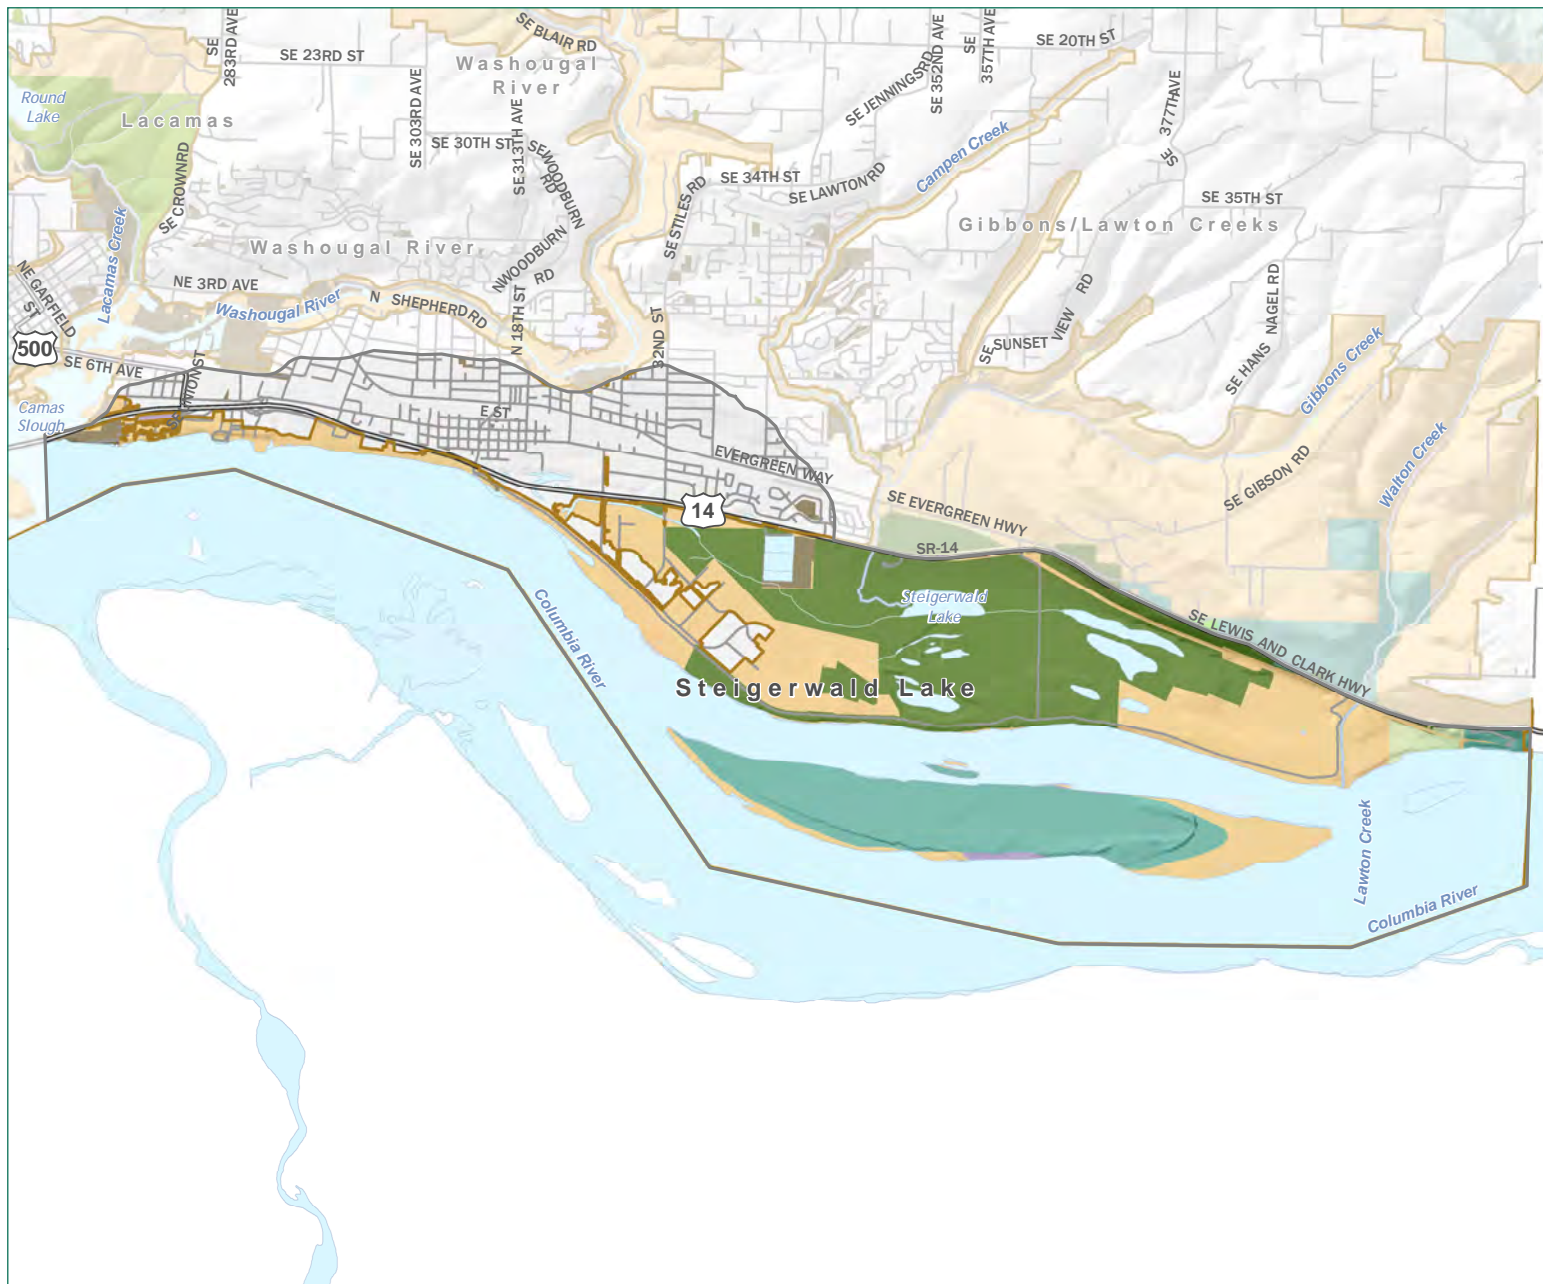 SE BLAIR RD
SE
283RD AVE
SE 23RD ST
Washougal
River
SE 352ND AVE
SE
357TH AVE
SE 20TH ST
Round
Lake
Lacamas
SE 303RD AVE
SE 313TH AVE
SE JENNINGS RD
SE 377TH AVE
SE 30TH ST
SE WOODBURN
RD
Campen Creek
SE CROWN RD
SE STILES RD
SE 34TH ST
SE LAWTON RD
SE 35TH ST
Gibbons/Lawton Creeks
Lacamas Creek
Washougal River
N WOODBURN
RD
NE GARFIELD
ST
NE 3RD AVE
Washougal River
N SHEPHERD RD
N 18TH ST
32ND ST
SE SUNSET VIEW RD
SE HANS NAGEL RD
Gibbons Creek
500
SE 6TH AVE
SE UNION ST
Camas
Slough
E ST
EVERGREEN WAY
SE GIBSON RD
Walton Creek
SE EVERGREEN HWY
14
SR-14
Columbia River
Steigerwald
Lake
SE LEWIS AND CLARK HWY
Steigerwald Lake
Lawton Creek
Columbia River